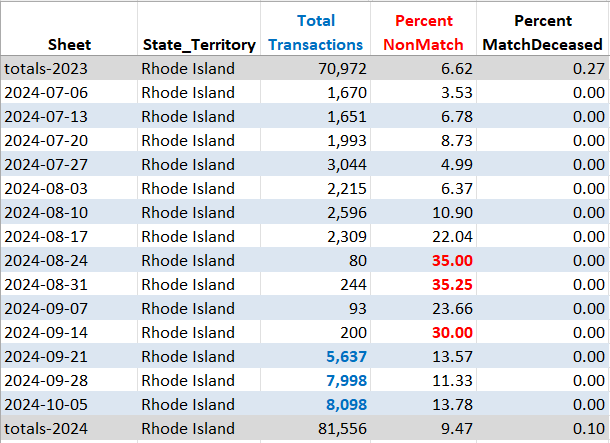 Total Percent Percent
Sheet State_Territory Transactions NonMatch MatchDeceased
totals-2023 Rhode Island 70,972 6.62 0.27
2024-07-06 Rhode Island 1,670 3.53 0.00
2024-07-13 Rhode Island 1,651 6.78 0.00
2024-07-20 Rhode Island 1,993 8.73 0.00
2024-07-27 Rhode Island 3,044 4.99 0.00
2024-08-03 Rhode Island 2,215 6.37 0.00
2024-08-10 Rhode Island 2,596 10.90 0.00
2024-08-17 Rhode Island 2,309 22.04 0.00
2024-08-24 Rhode Island 80 35.00 0.00
2024-08-31 Rhode Island 244 35.25 0.00
2024-09-07 Rhode Island 93 23.66 0.00
2024-09-14 Rhode Island 200 30.00 0.00
2024-09-21 Rhode Island 5,637 13.57 0.00
2024-09-28 Rhode Island 7,998 11.33 0.00
2024-10-05 Rhode Island 8,098 13.78 0.00
totals-2024 Rhode Island 81,556 9.47 0.10